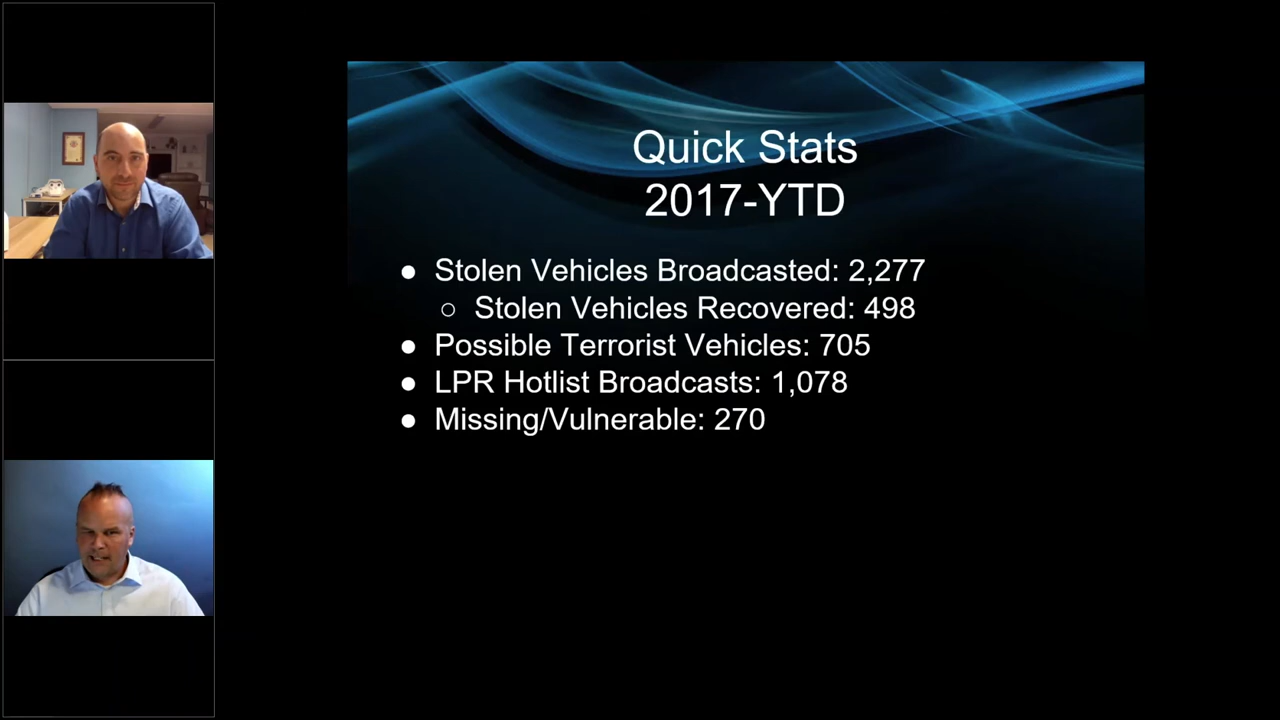 Quick Stats
2017-YTD
● Stolen Vehicles Broadcasted: 2,277
○ Stolen Vehicles Recovered: 498
● Possible Terrorist Vehicles: 705
● LPR Hotlist Broadcasts: 1,078
● Missing/Vulnerable: 270